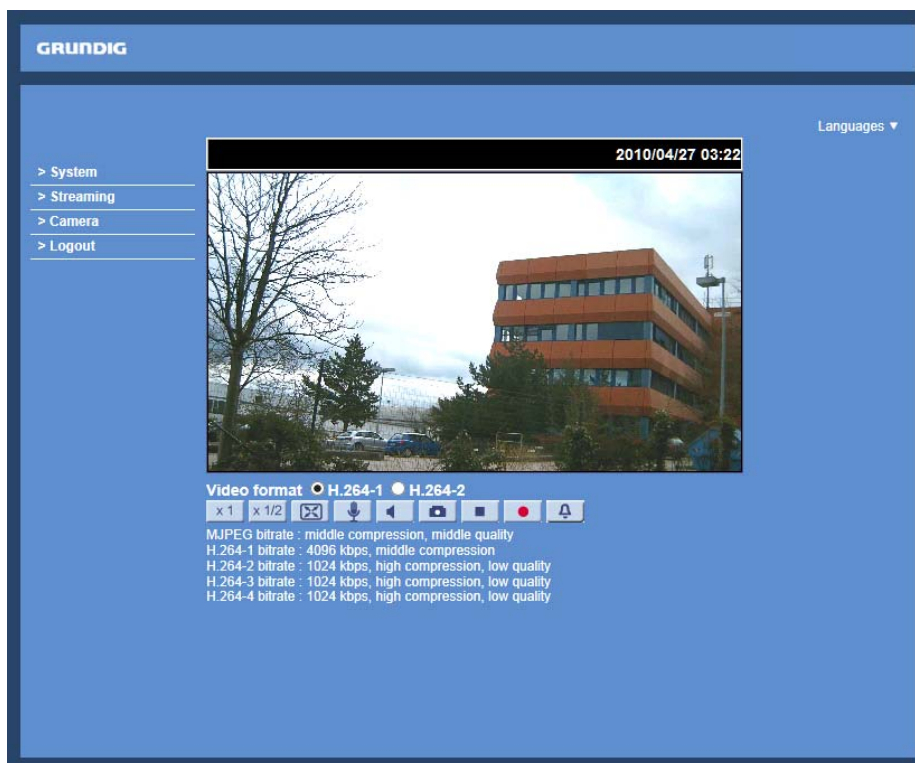 GRUNDIG
Languages ▼
2010/04/27 03:22
> System
> Streaming
> Camera
> Logout
Video format H.264-1 H.264-2
x 1 x 1/2
MJPEG bitrate : middle compression, middle quality
H.264-1 bitrate : 4096 kbps, middle compression
H.264-2 bitrate : 1024 kbps, high compression, low quality
H.264-3 bitrate : 1024 kbps, high compression, low quality
H.264-4 bitrate : 1024 kbps, high compression, low quality